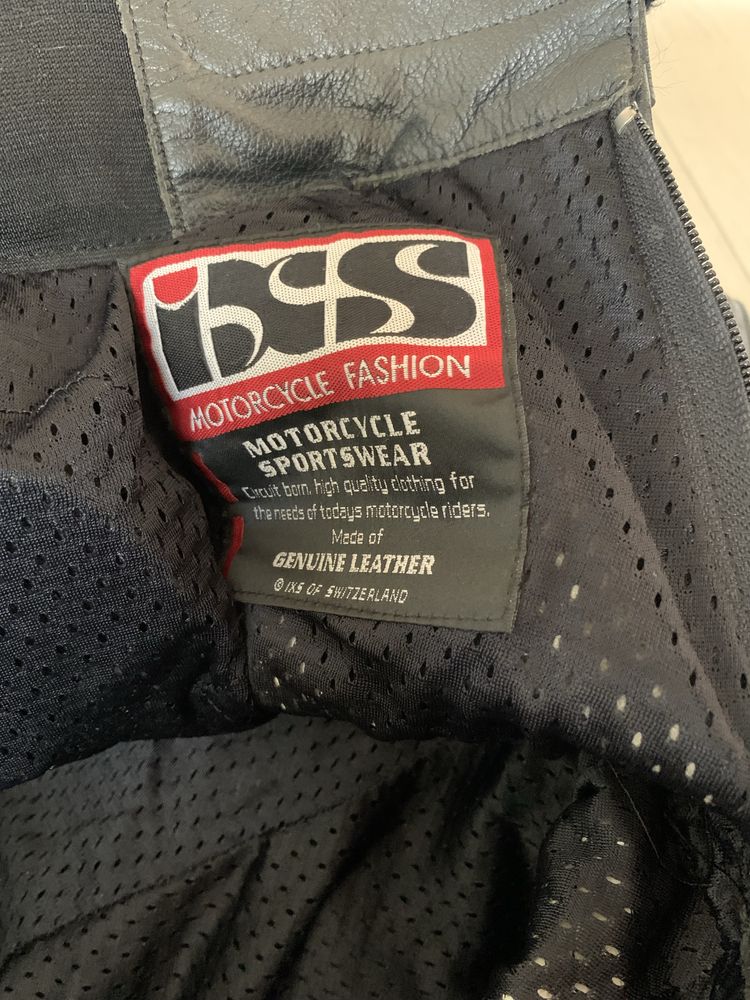 iXS
MOTORCYCLE FASHION
MOTORCYCLE
SPORTSWEAR
Circuit born, high quality clothing for
the needs of todays motorcycle riders.
Made of
GENUINE LEATHER
© IXS OF SWITZERLAND